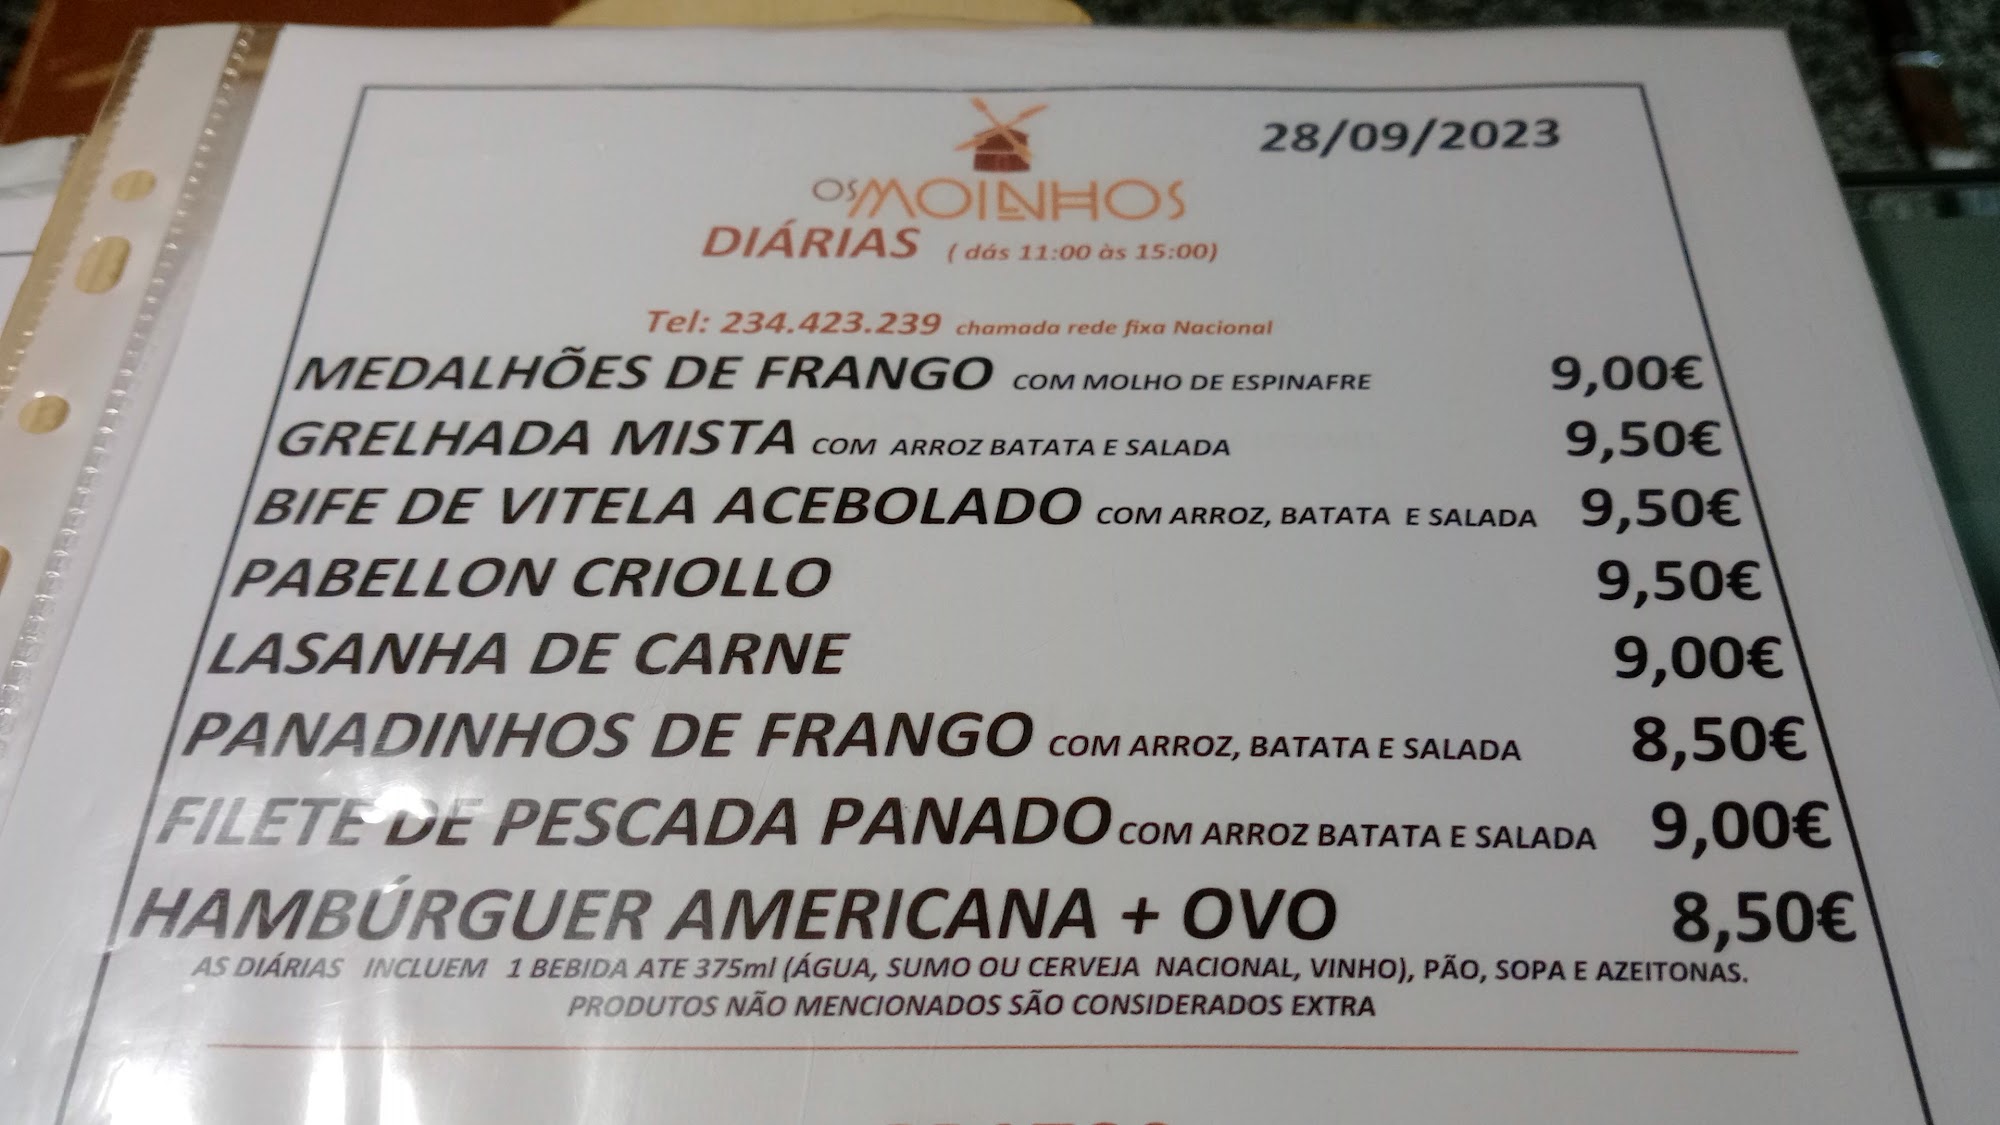 28/09/2023
OS MOINHOS
DIÁRIAS ( dás 11:00 às 15:00)
Tel: 234.423.239 chamada rede fixa Nacional
MEDALHÕES DE FRANGO COM MOLHO DE ESPINAFRE 9,00€
GRELHADA MISTA COM ARROZ BATATA E SALADA 9,50€
BIFE DE VITELA ACEBOLADO COM ARROZ, BATATA E SALADA 9,50€
PABELLON CRIOLLO 9,50€
LASANHA DE CARNE 9,00€
PANADINHOS DE FRANGO COM ARROZ, BATATA E SALADA 8,50€
FILETE DE PESCADA PANADO COM ARROZ BATATA E SALADA 9,00€
HAMBÚRGUER AMERICANA + OVO 8,50€
AS DIÁRIAS INCLUEM 1 BEBIDA ATE 375ml (ÁGUA, SUMO OU CERVEJA NACIONAL, VINHO), PÃO, SOPA E AZEITONAS.
PRODUTOS NÃO MENCIONADOS SÃO CONSIDERADOS EXTRA